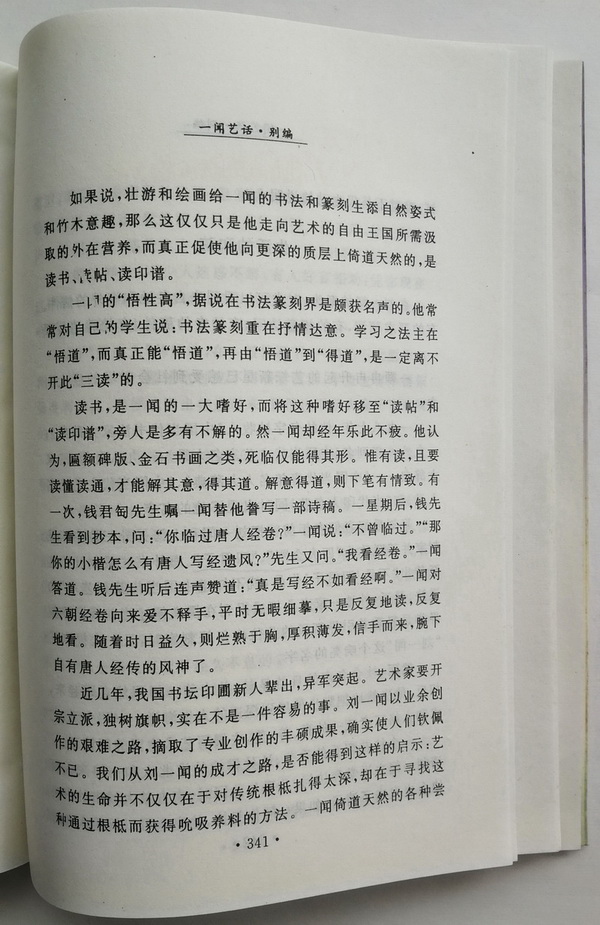 一闻艺话·别编
如果说,壮游和绘画给一闻的书法和篆刻生添自然姿式
和竹木意趣,那么这仅仅只是他走向艺术的自由王国所需汲
取的外在营养,而真正促使他向更深的质层上倚道天然的,是
读书、读帖、读印谱。
一闻的“悟性高”,据说在书法篆刻界是颇获名声的。他常
常对自己的学生说:书法篆刻重在抒情达意。学习之法主在
“悟道”,而真正能“悟道”,再由“悟道”到“得道”,是一定离不
开此“三读”的。
读书,是一闻的一大嗜好,而将这种嗜好移至“读帖”和
“读印谱”,旁人是多有不解的。然一闻却经年乐此不疲。他认
为,匾额碑版、金石书画之类,死临仅能得其形。惟有读,且要
读懂读通,才能解其意,得其道。解意得道,则下笔有情致。有
一次,钱君匋先生嘱一闻替他誊写一部诗稿。一星期后,钱先
生看到抄本,问:“你临过唐人经卷?”一闻说:“不曾临过。”“那
你的小楷怎么有唐人写经遗风?”先生又问。“我看经卷。”一闻
答道。钱先生听后连声赞道:“真是写经不如看经啊。”一闻对
六朝经卷向来爱不释手,平时无暇细摹,只是反复地读,反复
地看。随着时日益久,则烂熟于胸,厚积薄发,信手而来,腕下
自有唐人经传的风神了。
近几年,我国书坛印圃新人辈出,异军突起。艺术家要开
宗立派,独树旗帜,实在不是一件容易的事。刘一闻以业余创
作的艰难之路,摘取了专业创作的丰硕成果,确实使人们钦佩
不已。我们从刘一闻的成才之路,是否能得到这样的启示:艺
术的生命并不仅仅在于对传统根柢扎得太深,却在于寻找这
种通过根柢而获得吮吸养料的方法。一闻倚道天然的各种尝
·341·